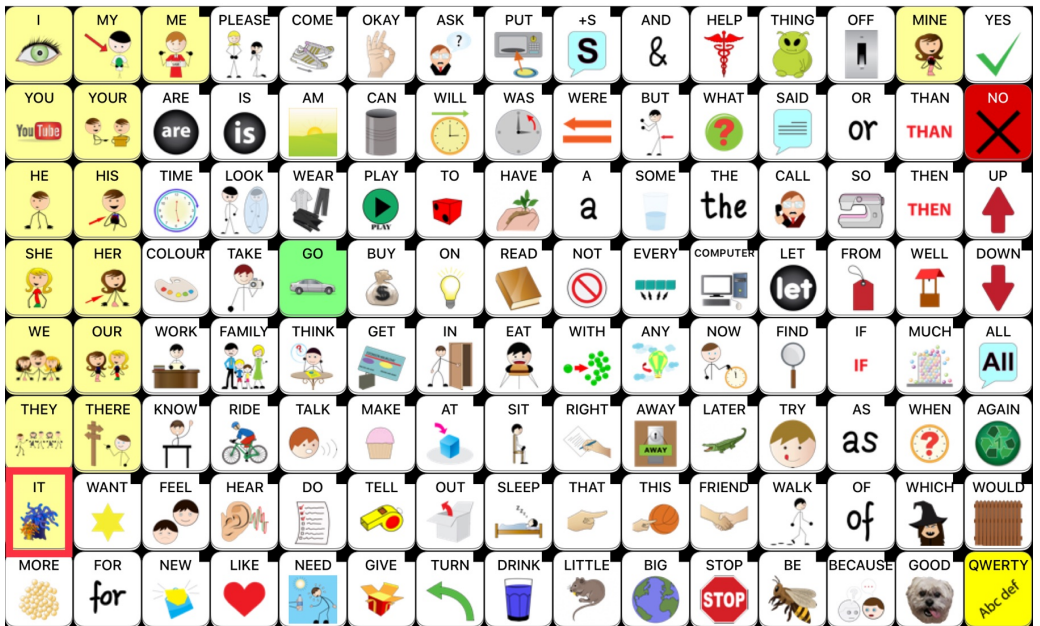 I MY ME PLEASE COME OKAY ASK PUT +S AND HELP THING OFF MINE YES
? S &
YOU YOUR ARE IS AM CAN WILL WAS WERE BUT WHAT SAID OR THAN NO
YouTube are is ? or THAN
HE HIS TIME LOOK WEAR PLAY TO HAVE A SOME THE CALL SO THEN UP
PLAY a the THEN
SHE HER COLOUR TAKE GO BUY ON READ NOT EVERY COMPUTER LET FROM WELL DOWN
$ let
WE OUR WORK FAMILY THINK GET IN EAT WITH ANY NOW FIND IF MUCH ALL
? IF All
THEY THERE KNOW RIDE TALK MAKE AT SIT RIGHT AWAY LATER TRY AS WHEN AGAIN
AWAY as ?
IT WANT FEEL HEAR DO TELL OUT SLEEP THAT THIS FRIEND WALK OF WHICH WOULD
of
MORE FOR NEW LIKE NEED GIVE TURN DRINK LITTLE BIG STOP BE BECAUSE GOOD QWERTY
for STOP Abc def